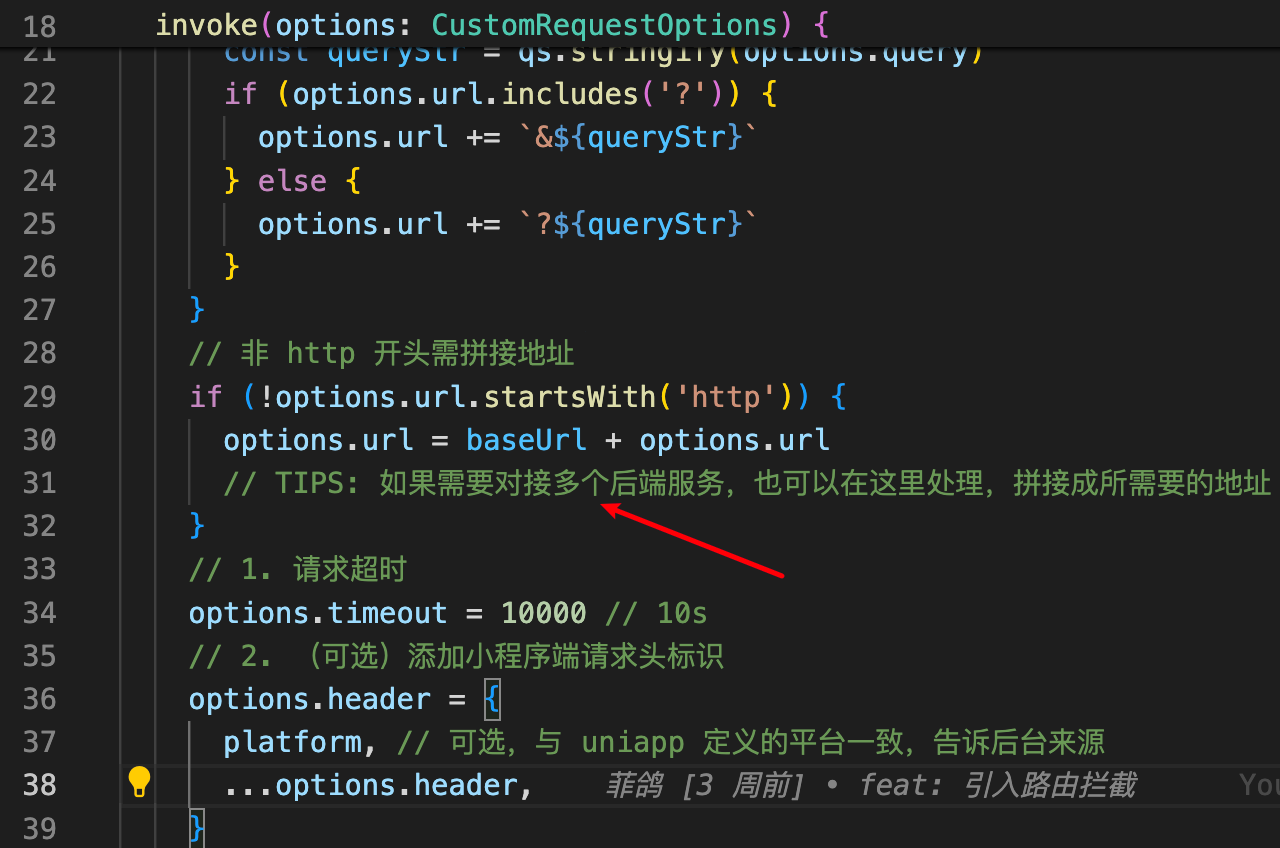 18 invoke(options: CustomRequestOptions) {
21 const queryStr = qs.stringify(options.query)
22 if (options.url.includes('?')) {
23 options.url += `&${queryStr}`
24 } else {
25 options.url += `?${queryStr}`
26 }
27 }
28 // 非 http 开头需拼接地址
29 if (!options.url.startsWith('http')) {
30 options.url = baseUrl + options.url
31 // TIPS: 如果需要对接多个后端服务，也可以在这里处理，拼接成所需要的地址
32 }
33 // 1. 请求超时
34 options.timeout = 10000 // 10s
35 // 2. （可选）添加小程序端请求头标识
36 options.header = {
37 platform, // 可选，与 uniapp 定义的平台一致，告诉后台来源
38 ...options.header, 菲鸽 [3 周前] • feat: 引入路由拦截 You
39 }